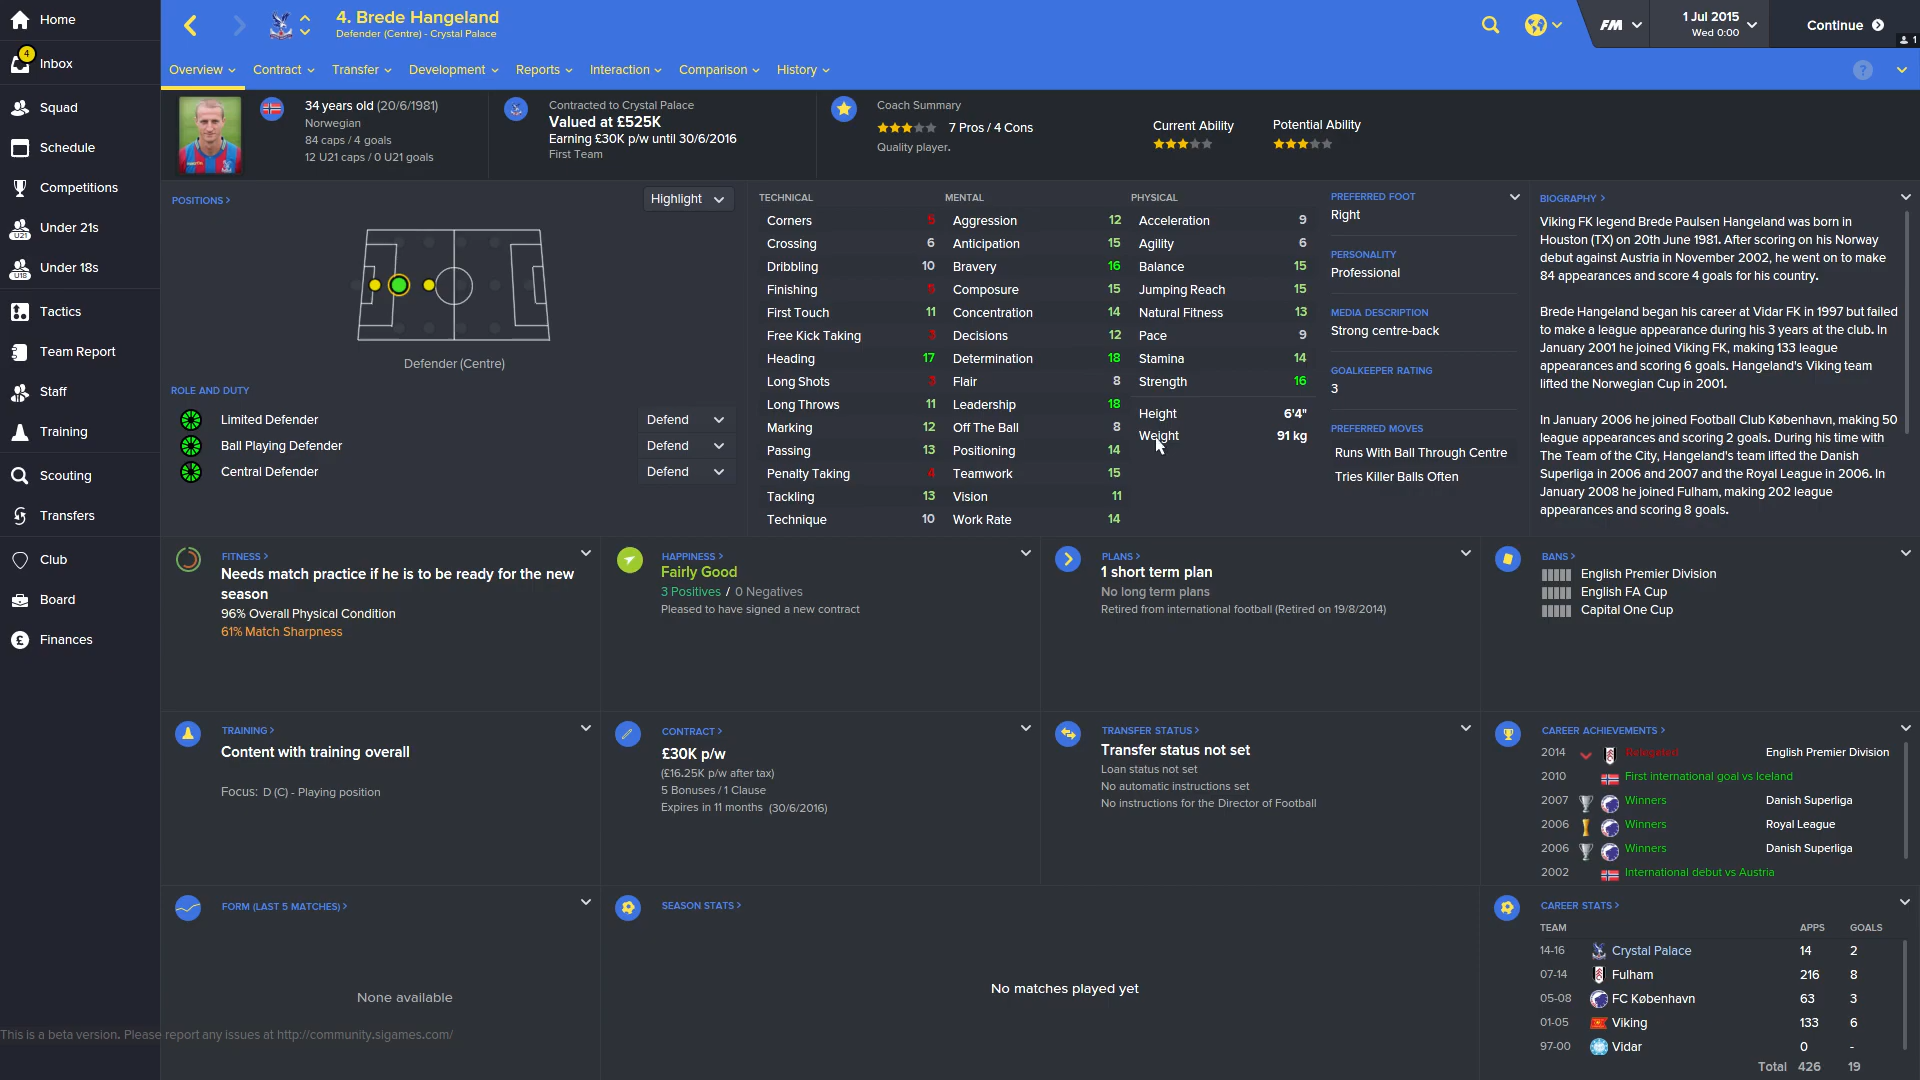 Home
4
Inbox
Squad
Schedule
Competitions
Under 21s
Under 18s
Tactics
Team Report
Staff
Training
Scouting
Transfers
Club
Board
Finances
4. Brede Hangeland
Defender (Centre) - Crystal Palace
FM
1 Jul 2015
Wed 0:00
Continue
1
Overview
Contract
Transfer
Development
Reports
Interaction
Comparison
History
?
34 years old (20/6/1981)
Norwegian
84 caps / 4 goals
12 U21 caps / 0 U21 goals
Contracted to Crystal Palace
Valued at £525K
Earning £30K p/w until 30/6/2016
First Team
Coach Summary
7 Pros / 4 Cons
Quality player.
Current Ability
Potential Ability
POSITIONS >
Highlight
Defender (Centre)
ROLE AND DUTY
Limited Defender Defend
Ball Playing Defender Defend
Central Defender Defend
TECHNICAL
Corners 5
Crossing 6
Dribbling 10
Finishing 5
First Touch 11
Free Kick Taking 3
Heading 17
Long Shots 3
Long Throws 11
Marking 12
Passing 13
Penalty Taking 4
Tackling 13
Technique 10
MENTAL
Aggression 12
Anticipation 15
Bravery 16
Composure 15
Concentration 14
Decisions 12
Determination 18
Flair 8
Leadership 18
Off The Ball 8
Positioning 14
Teamwork 15
Vision 11
Work Rate 14
PHYSICAL
Acceleration 9
Agility 6
Balance 15
Jumping Reach 15
Natural Fitness 13
Pace 9
Stamina 14
Strength 16
Height 6'4"
Weight 91 kg
PREFERRED FOOT
Right
PERSONALITY
Professional
MEDIA DESCRIPTION
Strong centre-back
GOALKEEPER RATING
3
PREFERRED MOVES
Runs With Ball Through Centre
Tries Killer Balls Often
BIOGRAPHY >
Viking FK legend Brede Paulsen Hangeland was born in
Houston (TX) on 20th June 1981. After scoring on his Norway
debut against Austria in November 2002, he went on to make
84 appearances and score 4 goals for his country.
Brede Hangeland began his career at Vidar FK in 1997 but failed
to make a league appearance during his 3 years at the club. In
January 2001 he joined Viking FK, making 133 league
appearances and scoring 6 goals. Hangeland's Viking team
lifted the Norwegian Cup in 2001.
In January 2006 he joined Football Club København, making 50
league appearances and scoring 2 goals. During his time with
The Team of the City, Hangeland's team lifted the Danish
Superliga in 2006 and 2007 and the Royal League in 2006. In
January 2008 he joined Fulham, making 202 league
appearances and scoring 8 goals.
FITNESS >
Needs match practice if he is to be ready for the new
season
96% Overall Physical Condition
61% Match Sharpness
HAPPINESS >
Fairly Good
3 Positives / 0 Negatives
Pleased to have signed a new contract
PLANS >
1 short term plan
No long term plans
Retired from international football (Retired on 19/8/2014)
BANS >
English Premier Division
English FA Cup
Capital One Cup
TRAINING >
Content with training overall
Focus: D (C) - Playing position
CONTRACT >
£30K p/w
(£16.25K p/w after tax)
5 Bonuses / 1 Clause
Expires in 11 months (30/6/2016)
TRANSFER STATUS >
Transfer status not set
Loan status not set
No automatic instructions set
No instructions for the Director of Football
CAREER ACHIEVEMENTS >
2014 Relegated English Premier Division
2010 First international goal vs Iceland
2007 Winners Danish Superliga
2006 Winners Royal League
2006 Winners Danish Superliga
2002 International debut vs Austria
FORM (LAST 5 MATCHES) >
None available
SEASON STATS >
No matches played yet
CAREER STATS >
TEAM APPS GOALS
14-16 Crystal Palace 14 2
07-14 Fulham 216 8
05-08 FC København 63 3
01-05 Viking 133 6
97-00 Vidar 0 -
Total 426 19
This is a beta version. Please report any issues at http://community.sigames.com/